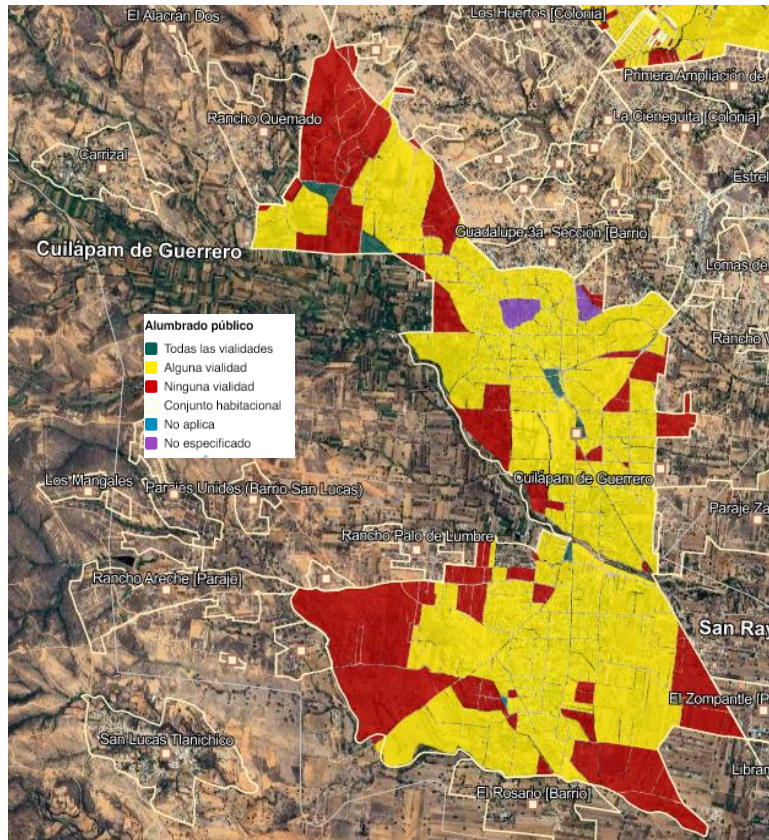 El Alacrán Dos
Los Huertos [Colonia]
Primera Ampliación de
Rancho Quemado
La Cieneguita [Colonia]
Carrizal
Estrel
Guadalupe 3a. Sección [Barrio]
Cuilápam de Guerrero
Lomas de
Alumbrado público
Todas las vialidades
Alguna vialidad
Ninguna vialidad
Conjunto habitacional
No aplica
No especificado
Rancho
Cuilápam de Guerrero
Los Mangales
Parajes Unidos (Barrio San Lucas)
Paraje Za
Rancho Palo de Lumbre
Rancho Areche [Paraje]
San Ray
El Zompantle [P
San Lucas Tlanichico
Libran
El Rosario [Barrio]